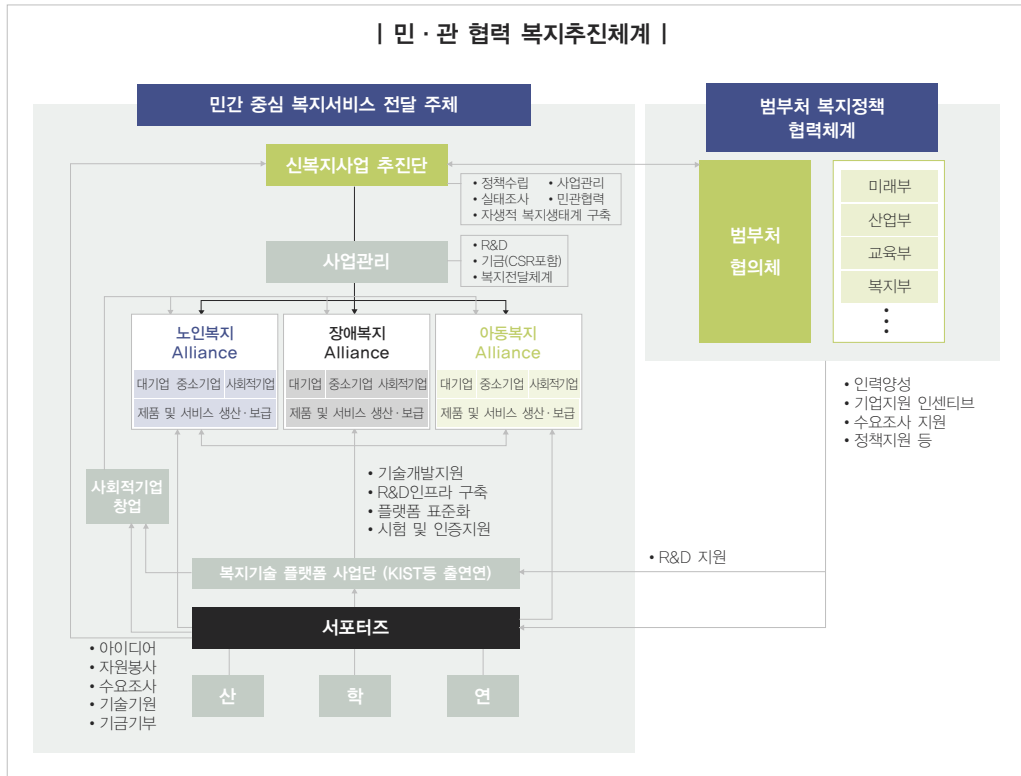 | 민 · 관 협력 복지추진체계 |
민간 중심 복지서비스 전달 주체
신복지사업 추진단
• 정책수립 • 사업관리
• 실태조사 • 민관협력
• 자생적 복지생태계 구축
사업관리
• R&D
• 기금(CSR포함)
• 복지전달체계
노인복지
Alliance
대기업 중소기업 사회적기업
제품 및 서비스 생산·보급
장애복지
Alliance
대기업 중소기업 사회적기업
제품 및 서비스 생산·보급
아동복지
Alliance
대기업 중소기업 사회적기업
제품 및 서비스 생산·보급
사회적기업
창업
• 기술개발지원
• R&D인프라 구축
• 플랫폼 표준화
• 시험 및 인증지원
복지기술 플랫폼 사업단 (KIST등 출연연)
서포터즈
• 아이디어
• 자원봉사
• 수요조사
• 기술기원
• 기금기부
산
학
연
범부처 복지정책
협력체계
범부처
협의체
미래부
산업부
교육부
복지부
• 인력양성
• 기업지원 인센티브
• 수요조사 지원
• 정책지원 등
• R&D 지원